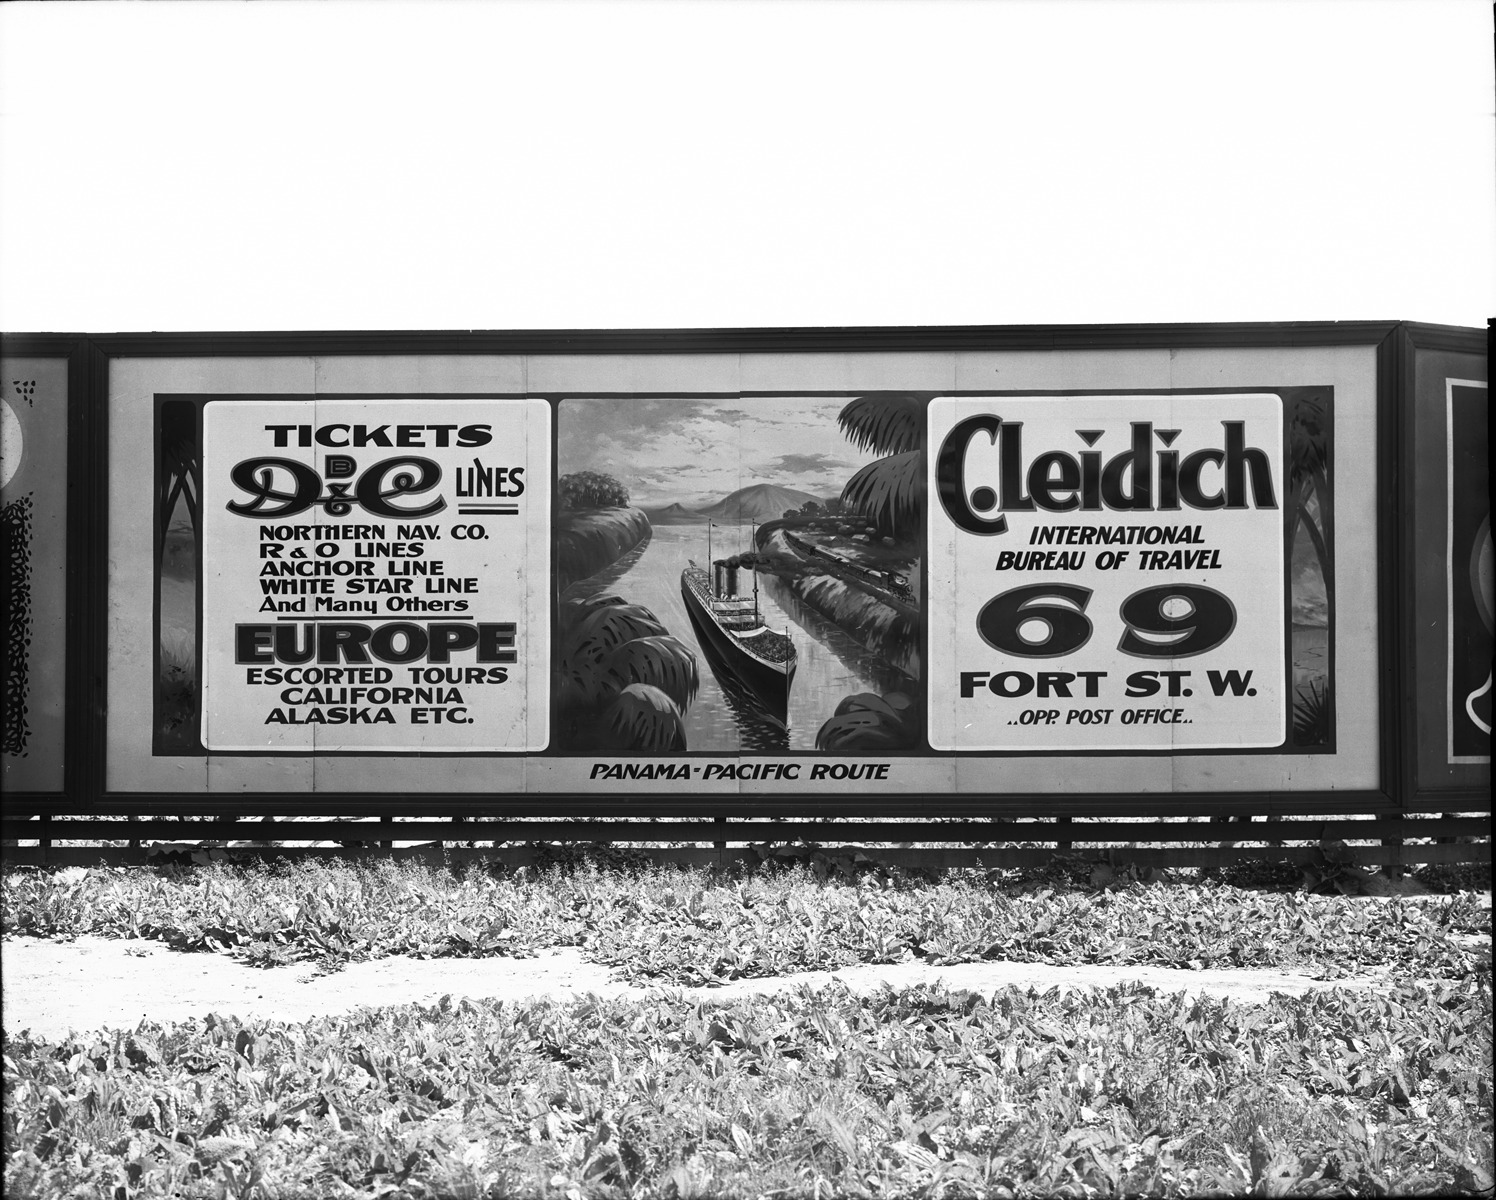 TICKETS
D & C LINES
NORTHERN NAV. CO.
R & O LINES
ANCHOR LINE
WHITE STAR LINE
And Many Others
EUROPE
ESCORTED TOURS
CALIFORNIA
ALASKA ETC.
PANAMA-PACIFIC ROUTE
C.Leidich
INTERNATIONAL
BUREAU OF TRAVEL
69
FORT ST. W.
..OPP. POST OFFICE..